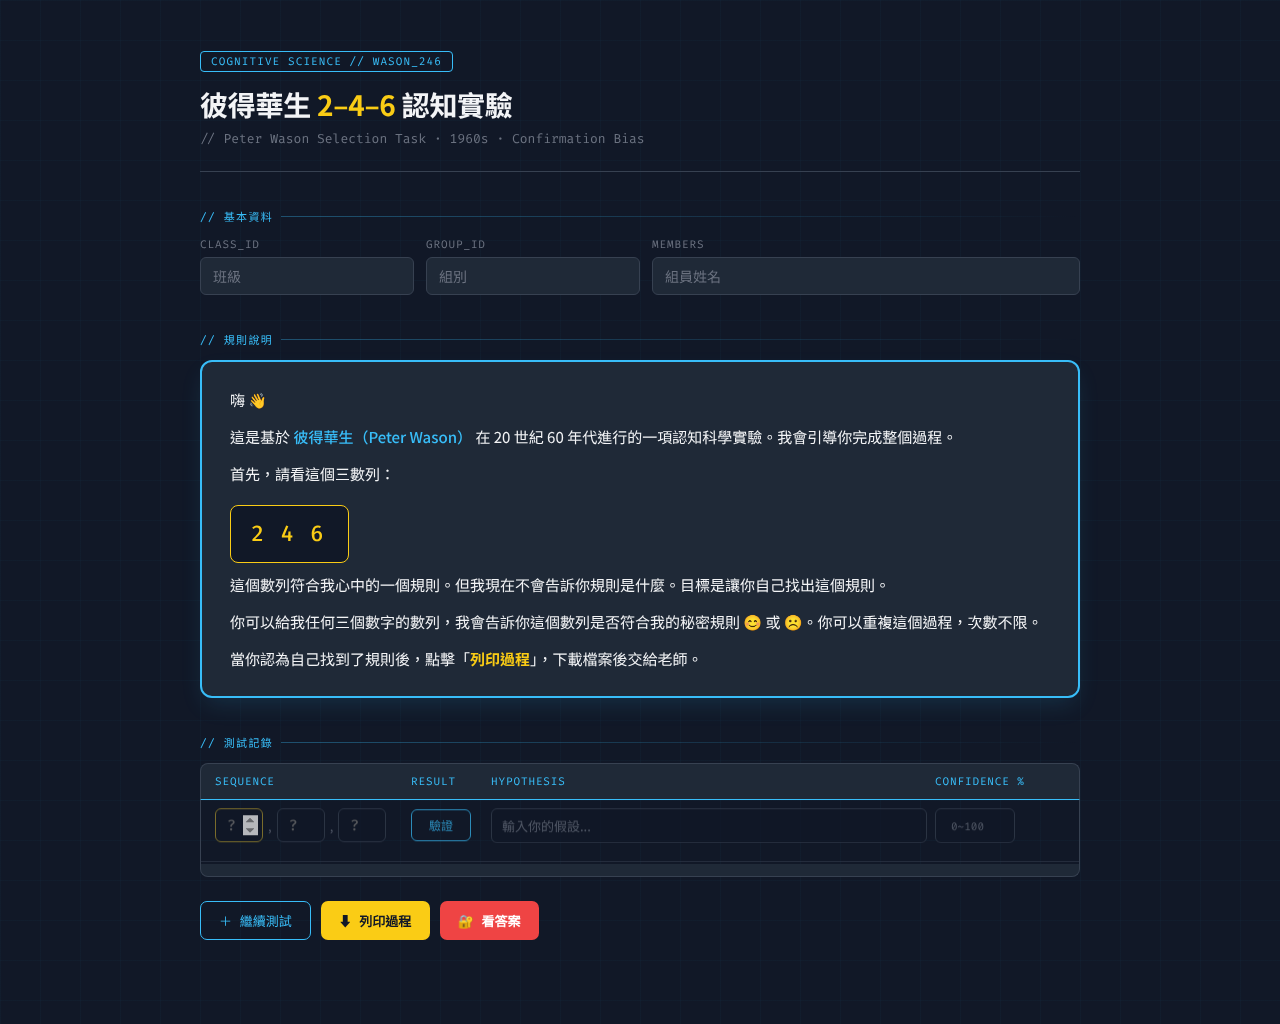 COGNITIVE SCIENCE // WASON_246
彼得華生 2–4–6 認知實驗
// Peter Wason Selection Task · 1960s · Confirmation Bias
// 基本資料
CLASS_ID GROUP_ID MEMBERS
班級 組別 組員姓名
// 規則說明
嗨 👋
這是基於 彼得華生（Peter Wason） 在 20 世紀 60 年代進行的一項認知科學實驗。我會引導你完成整個過程。
首先，請看這個三數列：
2 4 6
這個數列符合我心中的一個規則。但我現在不會告訴你規則是什麼。目標是讓你自己找出這個規則。
你可以給我任何三個數字的數列，我會告訴你這個數列是否符合我的秘密規則 😊 或 ☹️。你可以重複這個過程，次數不限。
當你認為自己找到了規則後，點擊「列印過程」，下載檔案後交給老師。
// 測試記錄
SEQUENCE RESULT HYPOTHESIS CONFIDENCE %
? , ? , ? 驗證 輸入你的假設... 0~100
＋ 繼續測試 ⬇ 列印過程 🔐 看答案